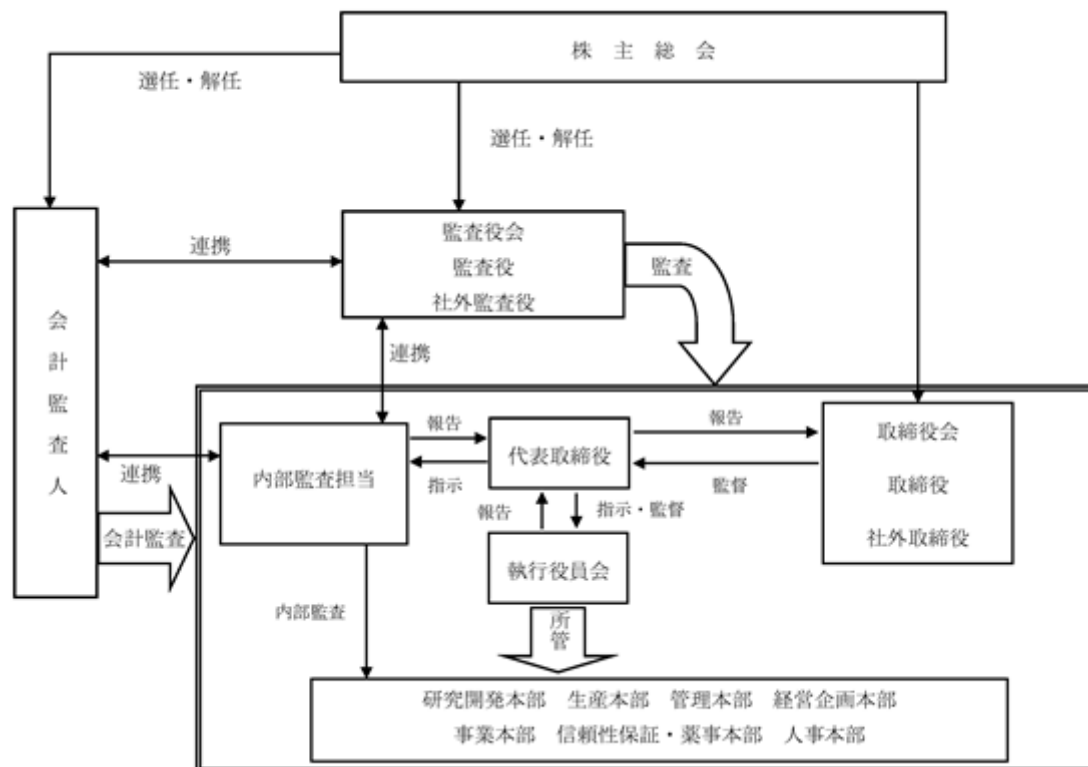 株 主 総 会
選任・解任
選任・解任
監査役会
監査役
社外監査役
連携
監査
会計監査人
連携
連携
会計監査
内部監査担当
報告
指示
代表取締役
報告
監督
取締役会
取締役
社外取締役
報告
指示・監督
執行役員会
内部監査
所管
研究開発本部 生産本部 管理本部 経営企画本部
事業本部 信頼性保証・薬事本部 人事本部